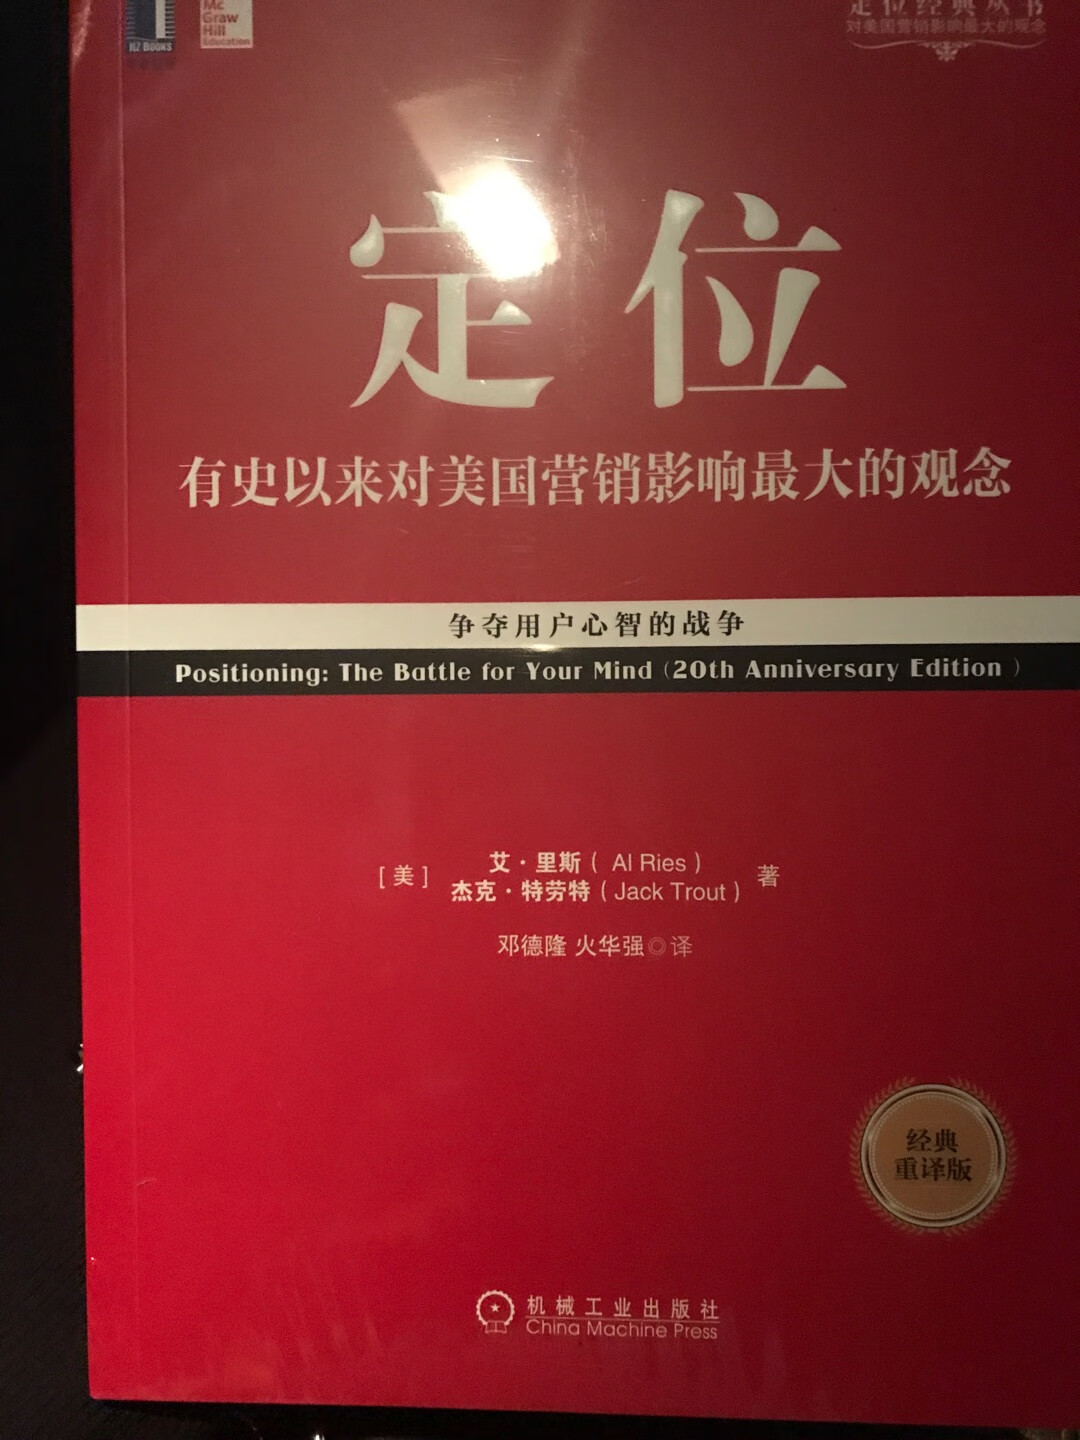 HZ BOOKS
Mc
Graw
Hill
Education
定位经典丛书
对美国营销影响最大的观念
定位
有史以来对美国营销影响最大的观念
争夺用户心智的战争
Positioning: The Battle for Your Mind (20th Anniversary Edition )
[ 美 ] 艾·里斯 ( Al Ries )
杰克·特劳特 ( Jack Trout ) 著
邓德隆 火华强◎译
经典
重译版
机械工业出版社
China Machine Press